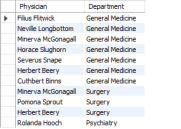 Physician Department
Filius Flitwick General Medicine
Neville Longbottom General Medicine
Minerva McGonagall General Medicine
Horace Slughorn General Medicine
Severus Snape General Medicine
Herbert Beery General Medicine
Cuthbert Binns General Medicine
Minerva McGonagall Surgery
Pomona Sprout Surgery
Herbert Beery Surgery
Rolanda Hooch Psychiatry